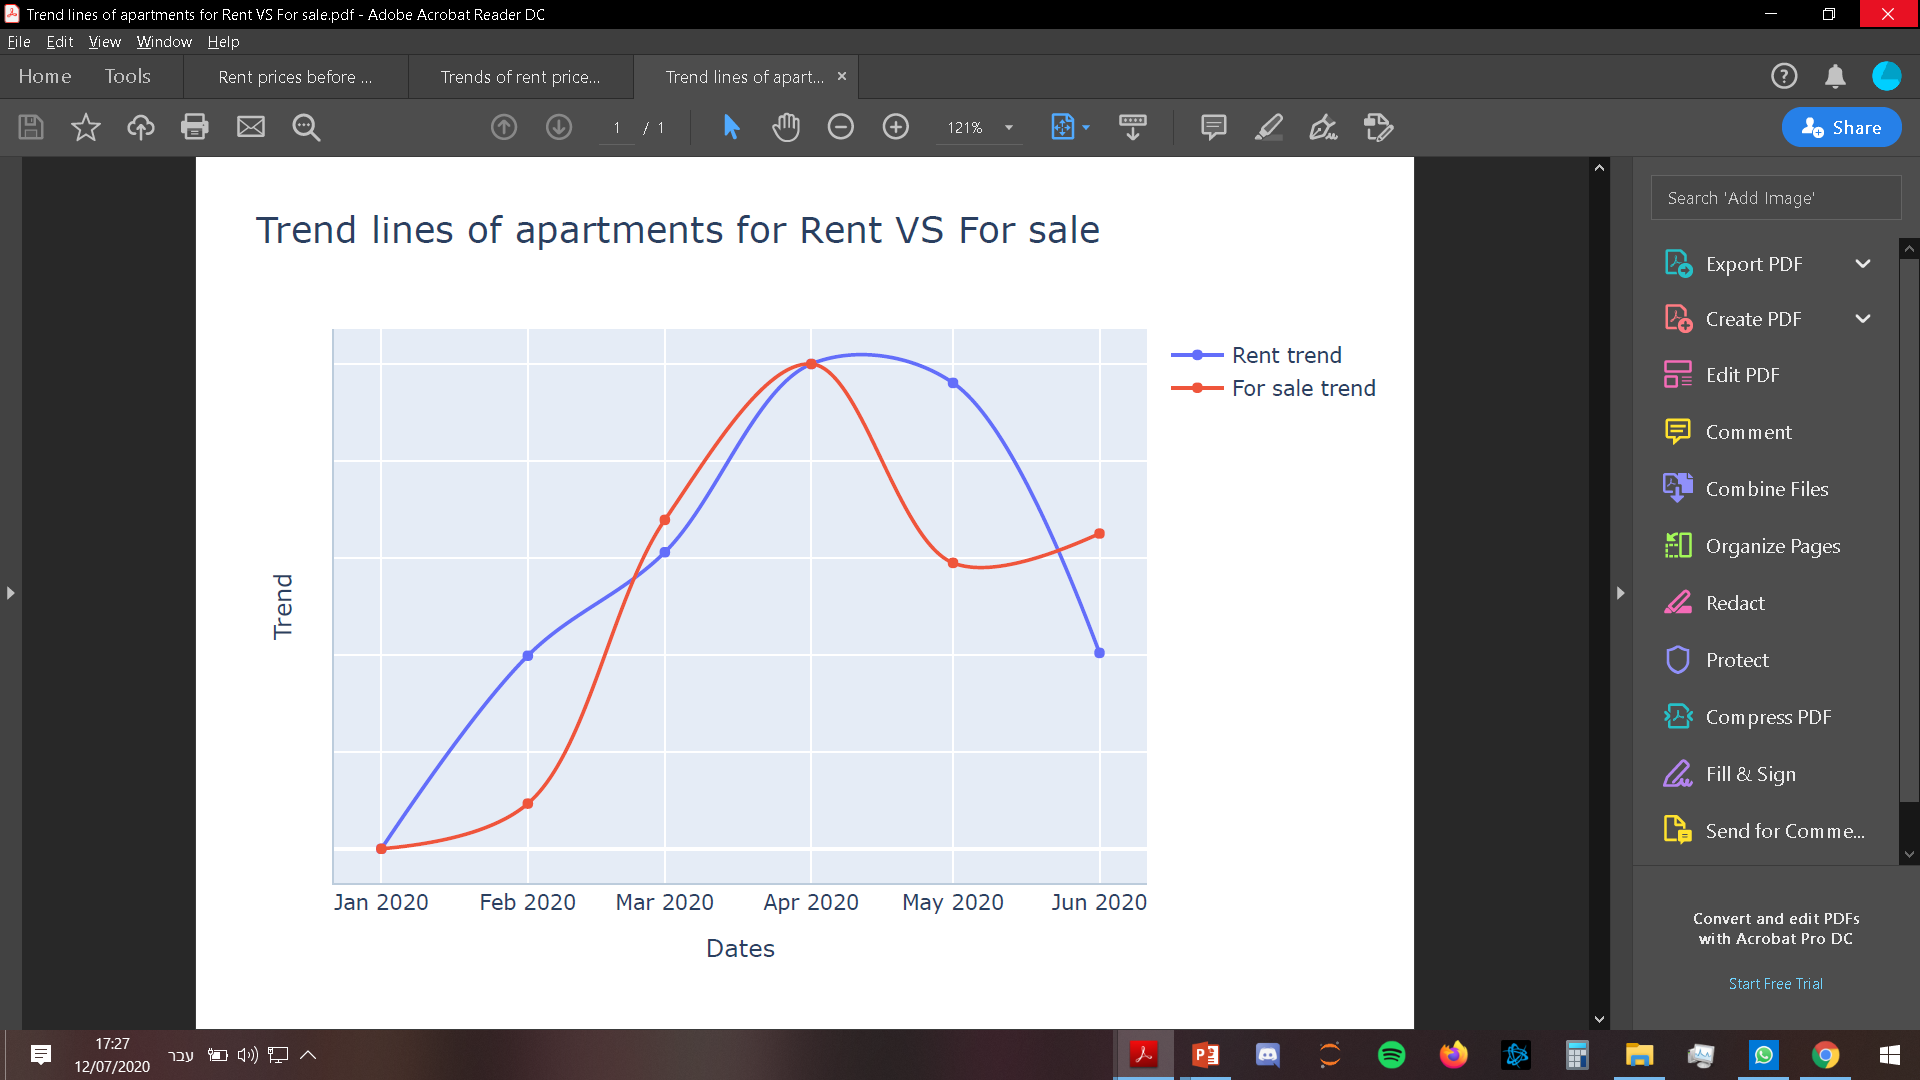 Trend lines of apartments for Rent VS For sale.pdf - Adobe Acrobat Reader DC
File Edit View Window Help
Home Tools Rent prices before ... Trends of rent price... Trend lines of apart...
1 / 1 121% Share
Search 'Add Image'
Export PDF
Create PDF
Edit PDF
Comment
Combine Files
Organize Pages
Redact
Protect
Compress PDF
Fill & Sign
Send for Comme...
Convert and edit PDFs
with Acrobat Pro DC
Start Free Trial
Trend lines of apartments for Rent VS For sale
Rent trend
For sale trend
Trend
Jan 2020 Feb 2020 Mar 2020 Apr 2020 May 2020 Jun 2020
Dates
17:27
12/07/2020
עבר